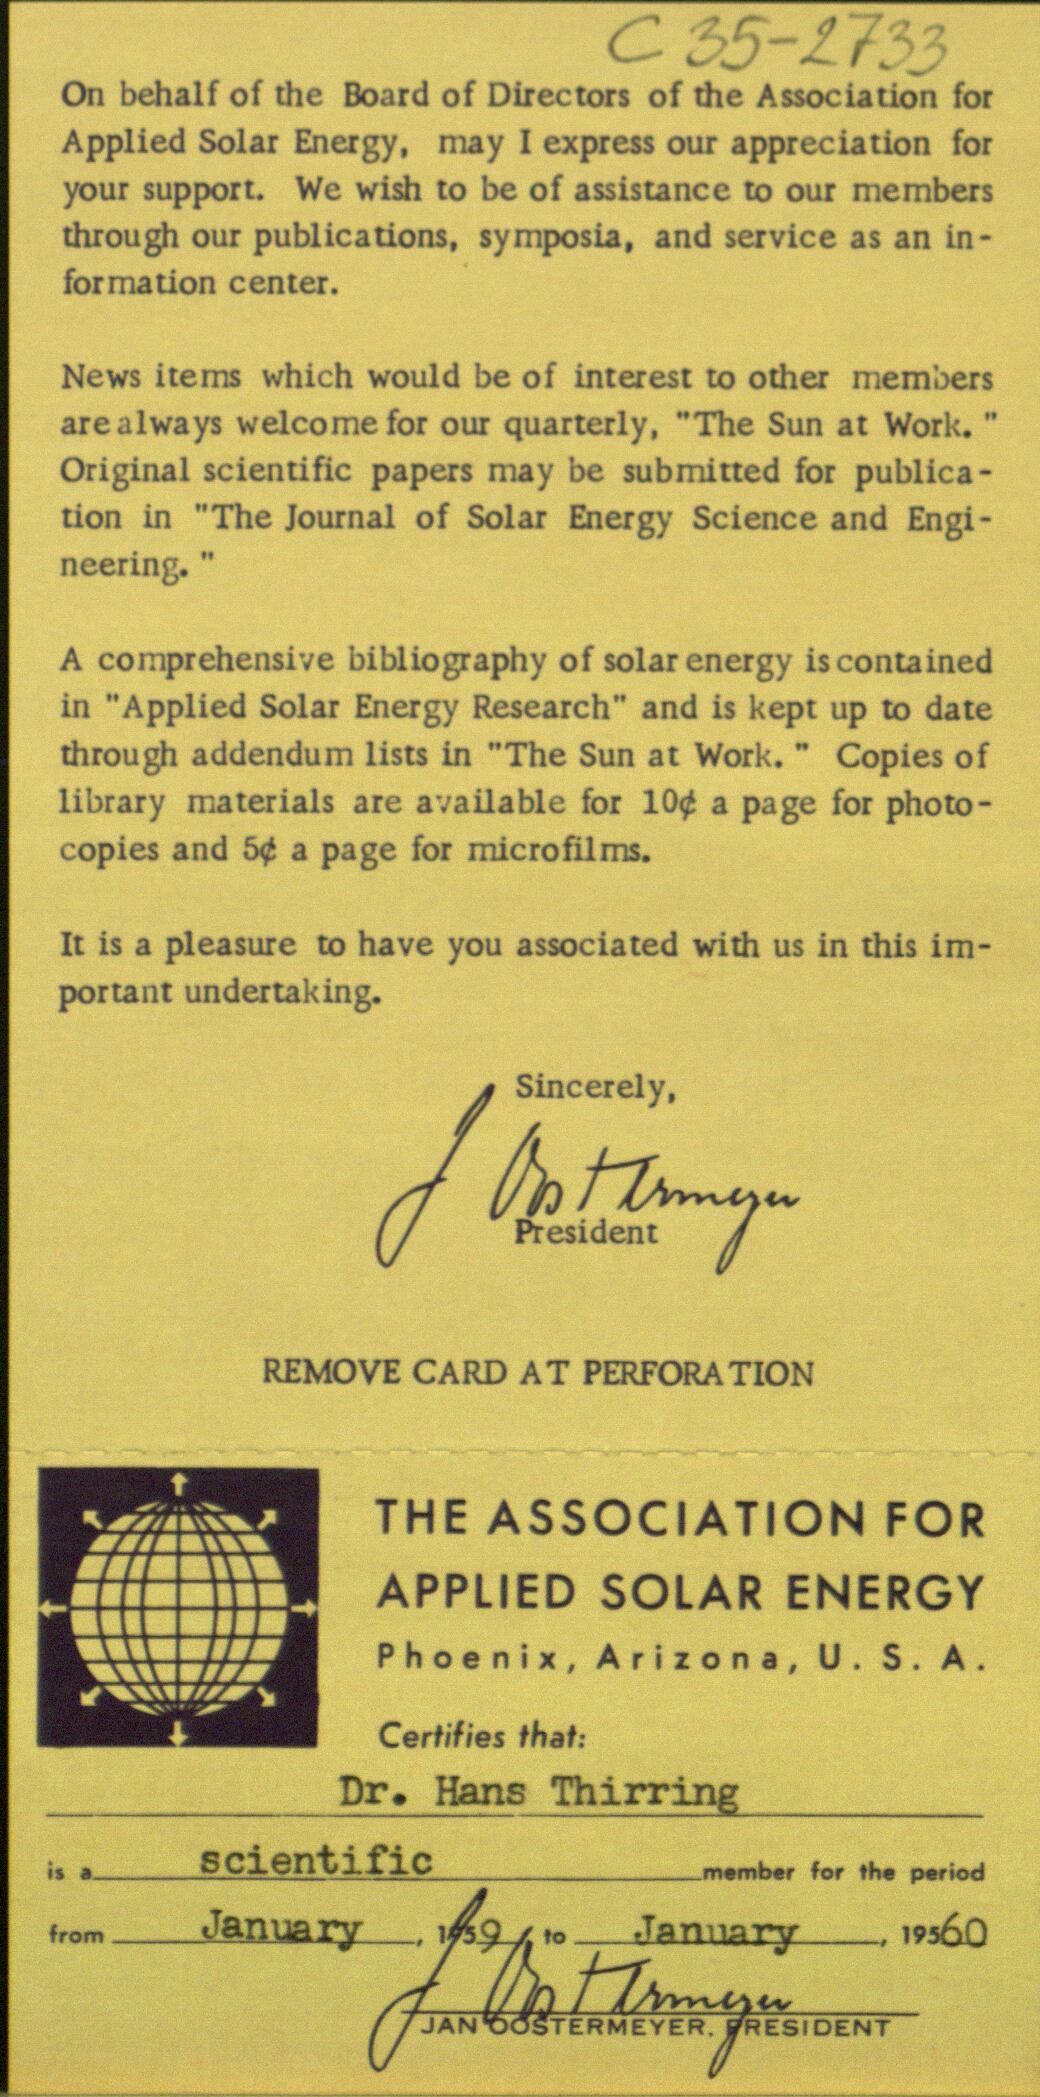 C 35-2733
On behalf of the Board of Directors of the Association for
Applied Solar Energy, may I express our appreciation for
your support. We wish to be of assistance to our members
through our publications, symposia, and service as an in-
formation center.
News items which would be of interest to other members
are always welcome for our quarterly, "The Sun at Work."
Original scientific papers may be submitted for publica-
tion in "The Journal of Solar Energy Science and Engi-
neering."
A comprehensive bibliography of solar energy is contained
in "Applied Solar Energy Research" and is kept up to date
through addendum lists in "The Sun at Work." Copies of
library materials are available for 10¢ a page for photo-
copies and 5¢ a page for microfilms.
It is a pleasure to have you associated with us in this im-
portant undertaking.
Sincerely,
J Oostermeyer
President
REMOVE CARD AT PERFORATION
THE ASSOCIATION FOR
APPLIED SOLAR ENERGY
Phoenix, Arizona, U. S. A.
Certifies that:
Dr. Hans Thirring
is a scientific member for the period
from January, 1959, to January, 19560
J Oostermeyer
JAN OOSTERMEYER, PRESIDENT